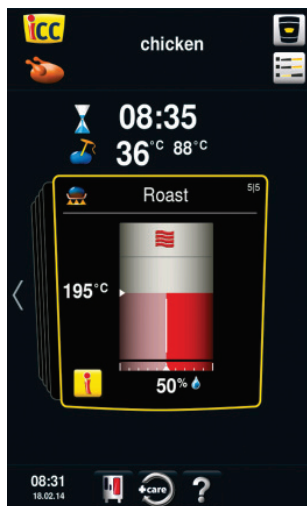 icc
chicken
08:35
36°C 88°C
Roast
5|5
195°C
i
50%
08:31
18.02.14
+care
?